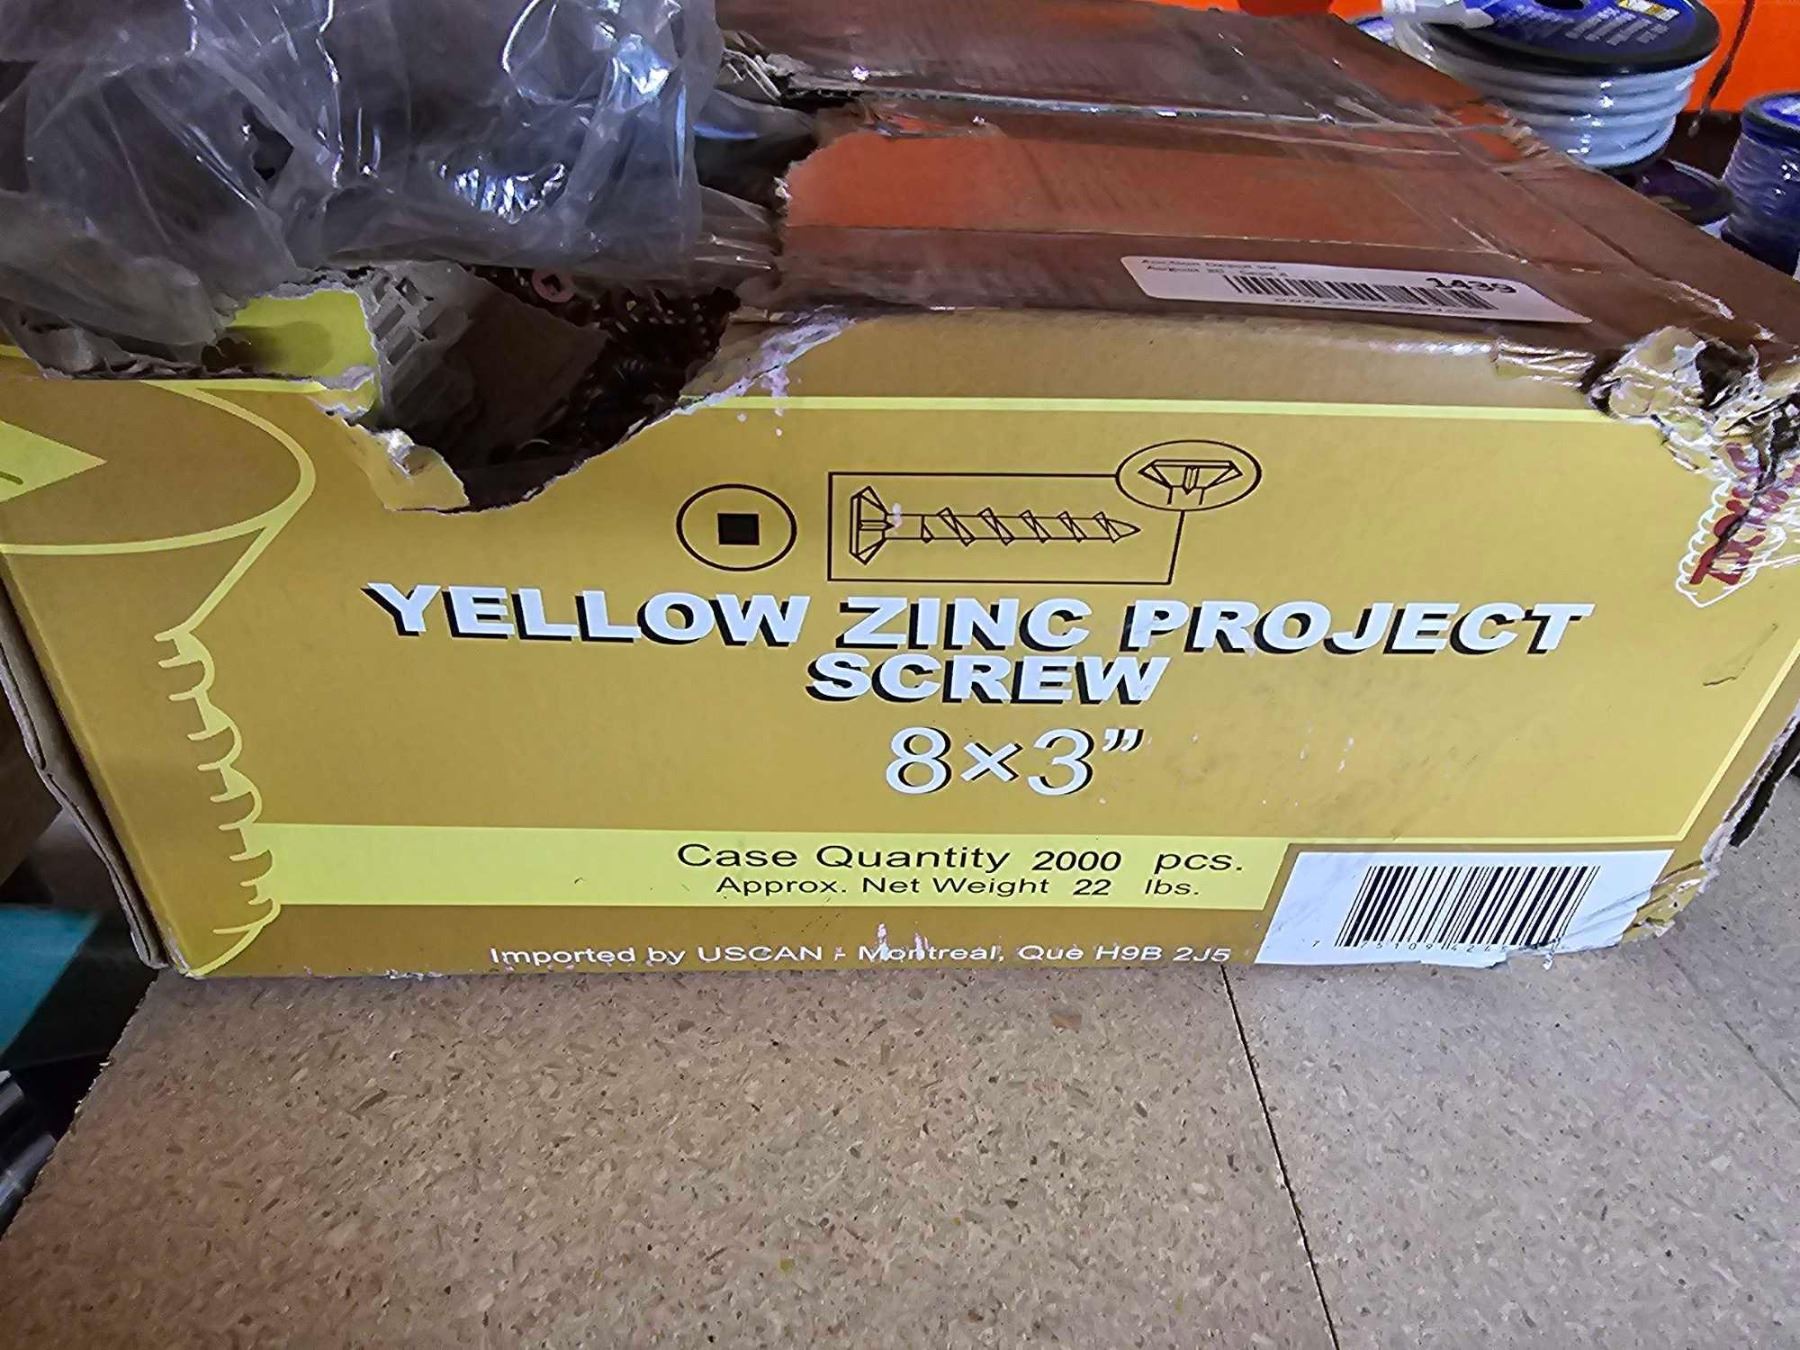 1439
YELLOW ZINC PROJECT
SCREW
8×3”
Case Quantity 2000 pcs.
Approx. Net Weight 22 lbs.
Imported by USCAN - Montreal, Que H9B 2J5